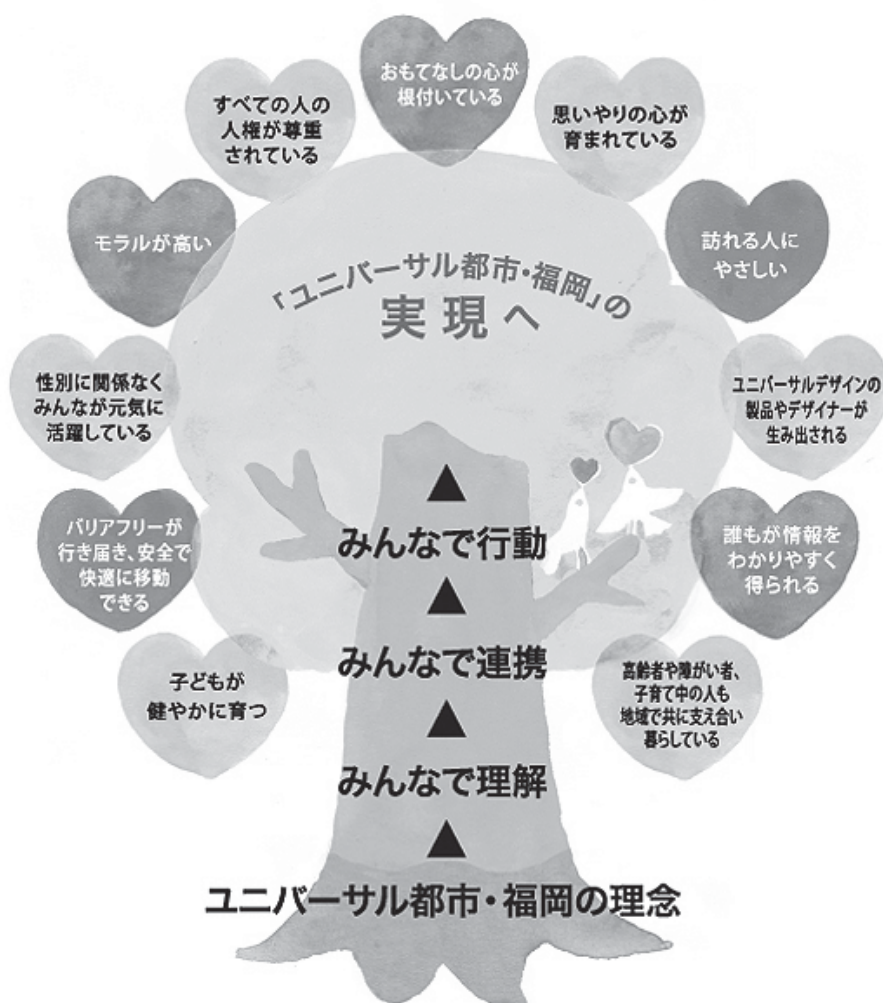 おもてなしの心が
根付いている
すべての人の
人権が尊重
されている
思いやりの心が
育まれている
モラルが高い
訪れる人に
やさしい
「ユニバーサル都市・福岡」の
実現へ
性別に関係なく
みんなが元気に
活躍している
ユニバーサルデザインの
製品やデザイナーが
生み出される
バリアフリーが
行き届き、安全で
快適に移動
できる
誰もが情報を
わかりやすく
得られる
子どもが
健やかに育つ
高齢者や障がい者、
子育て中の人も
地域で共に支え合い
暮らしている
▲
みんなで行動
▲
みんなで連携
▲
みんなで理解
▲
ユニバーサル都市・福岡の理念